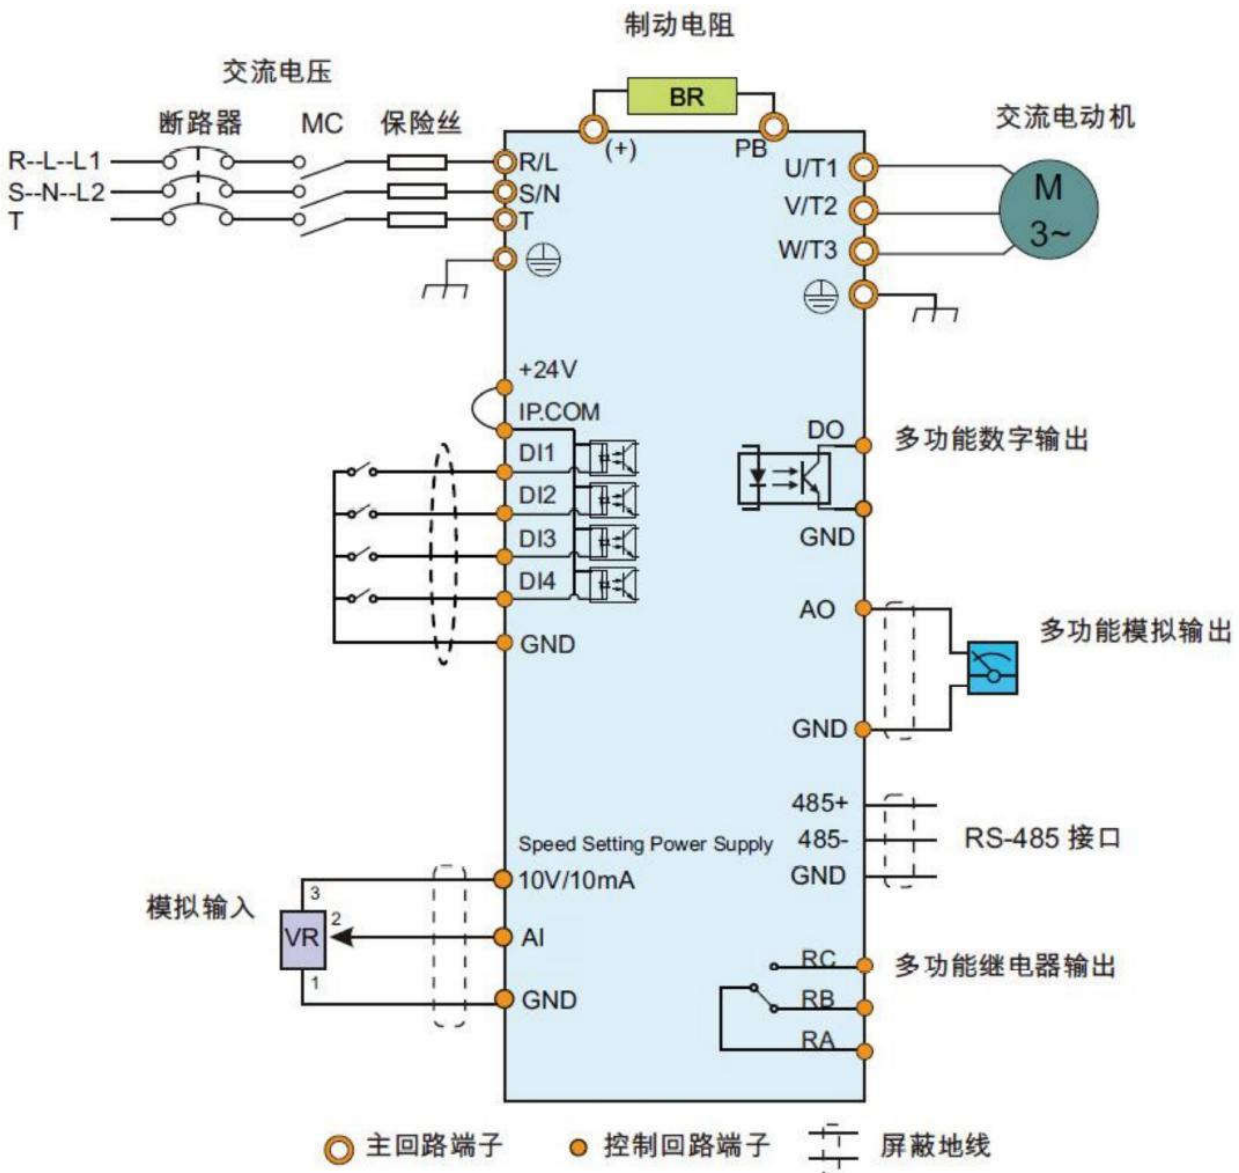 制动电阻
交流电压
BR
断路器 MC 保险丝
交流电动机
(+) PB
R--L--L1
S--N--L2
T
R/L
S/N
T
U/T1
V/T2
W/T3
M
3~
+24V
IP.COM
DI1
DI2
DI3
DI4
GND
DO
多功能数字输出
GND
AO
多功能模拟输出
GND
485+
485-
GND
RS-485 接口
Speed Setting Power Supply
10V/10mA
AI
GND
模拟输入
3
VR
2
1
RC
RB
RA
多功能继电器输出
主回路端子 控制回路端子 屏蔽地线